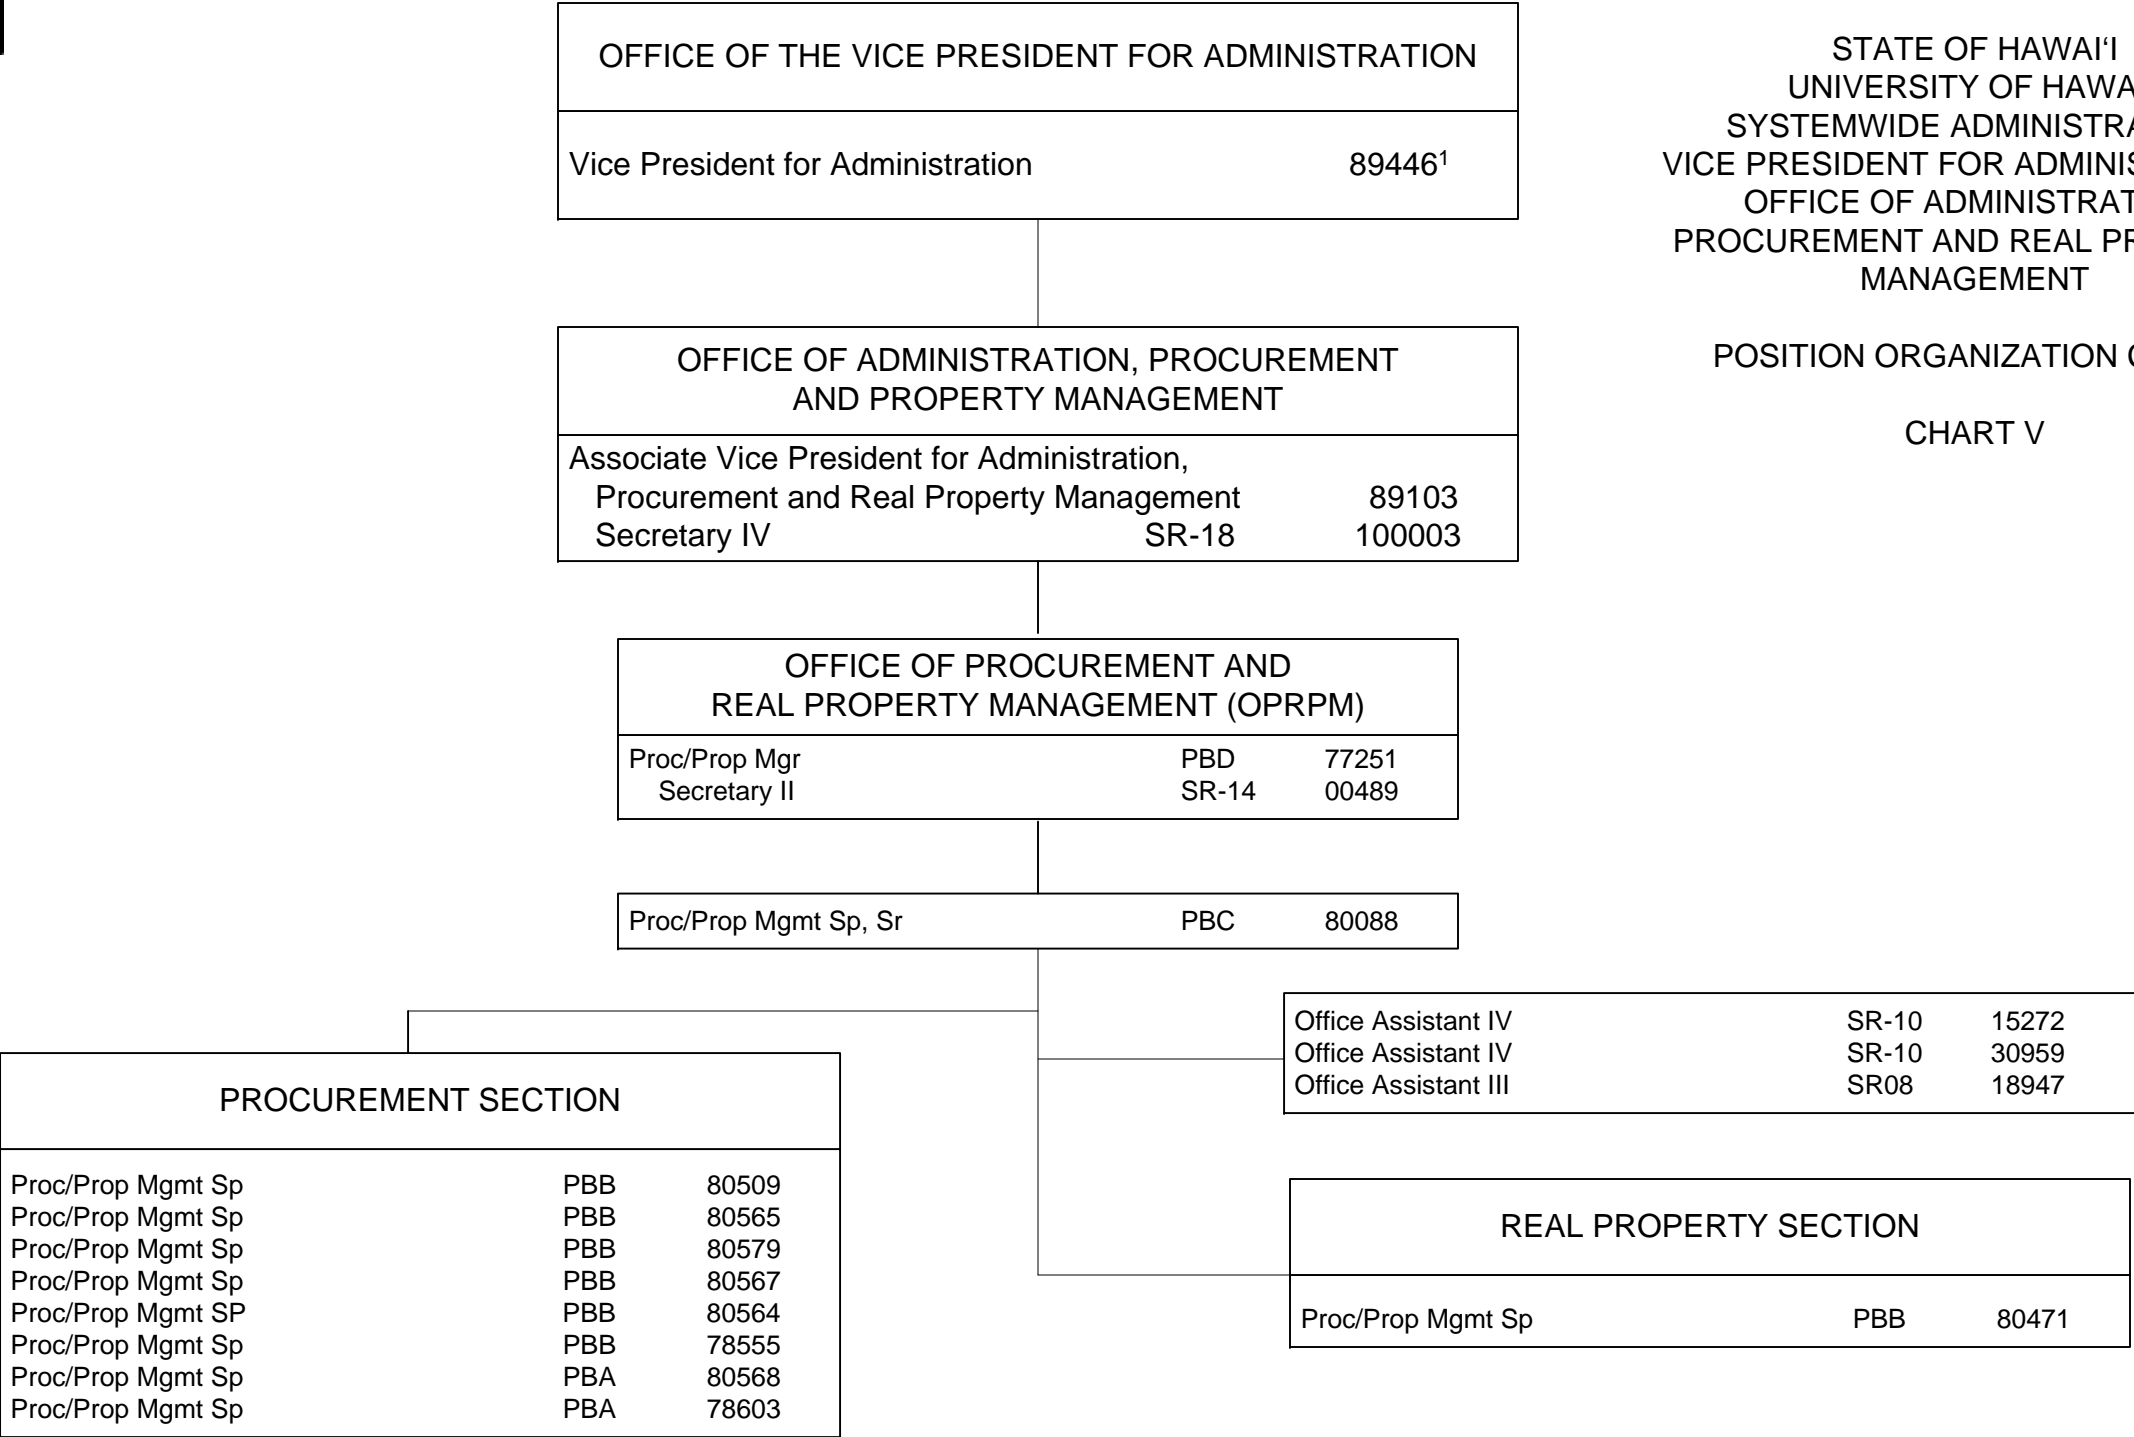 OFFICE OF THE VICE PRESIDENT FOR ADMINISTRATION
Vice President for Administration 89446¹
STATE OF HAWAI‘I
UNIVERSITY OF
SYSTEMWIDE
VICE PRESIDENT FOR
OFFICE OF
PROCUREMENT AND REAL
MANAGEMENT
POSITION ORGANIZATION
CHART V
OFFICE OF ADMINISTRATION, PROCUREMENT
AND PROPERTY MANAGEMENT
Associate Vice President for Administration,
Procurement and Real Property Management 89103
Secretary IV SR-18 100003
OFFICE OF PROCUREMENT AND
REAL PROPERTY MANAGEMENT (OPRPM)
Proc/Prop Mgr PBD 77251
Secretary II SR-14 00489
Proc/Prop Mgmt Sp, Sr PBC 80088
PROCUREMENT SECTION
Proc/Prop Mgmt Sp PBB 80509
Proc/Prop Mgmt Sp PBB 80565
Proc/Prop Mgmt Sp PBB 80579
Proc/Prop Mgmt Sp PBB 80567
Proc/Prop Mgmt SP PBB 80564
Proc/Prop Mgmt Sp PBB 78555
Proc/Prop Mgmt Sp PBA 80568
Proc/Prop Mgmt Sp PBA 78603
Office Assistant IV SR-10 15272
Office Assistant IV SR-10 30959
Office Assistant III SR08 18947
REAL PROPERTY SECTION
Proc/Prop Mgmt Sp PBB 80471